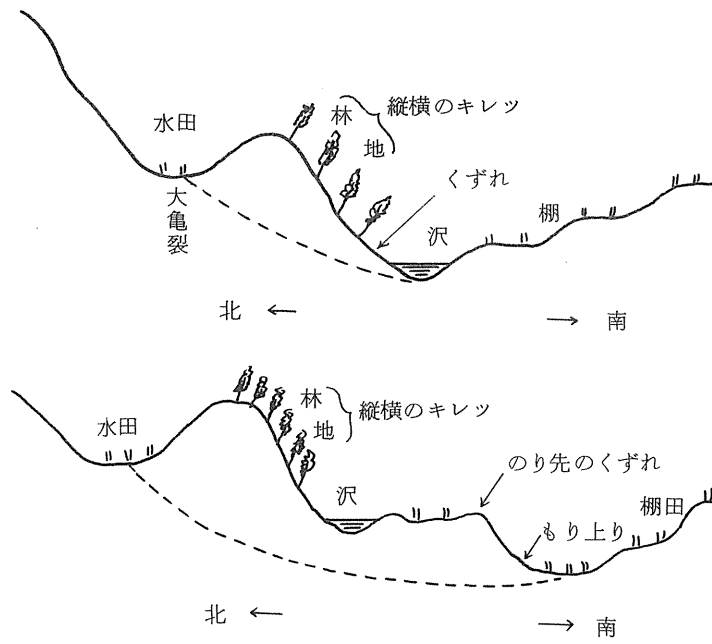 水田
林地
縦横のキレツ
くずれ
大亀裂
沢
棚
北 ←
→ 南
水田
林地
縦横のキレツ
沢
のり先のくずれ
棚田
もり上り
北 ←
→ 南